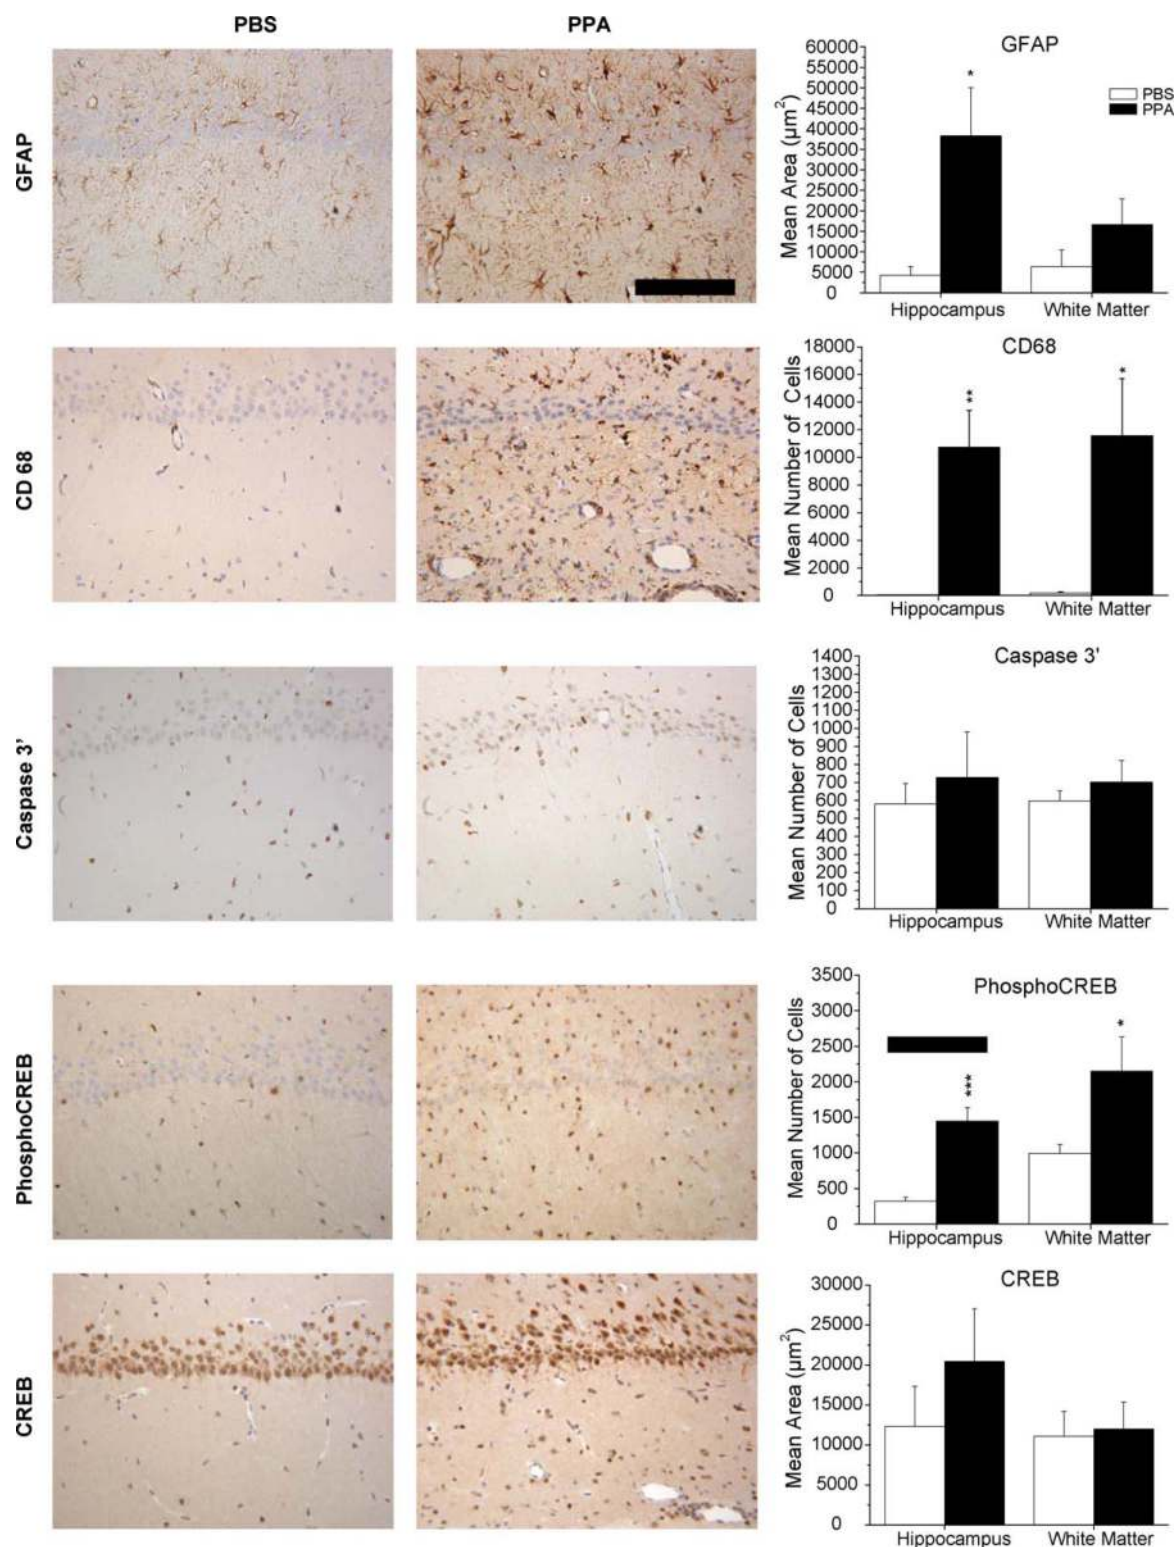 PBS
PPA
GFAP
GFAP
Mean Area (µm²)
60000
55000
50000
45000
40000
35000
30000
25000
20000
15000
10000
5000
0
*
PBS
PPA
Hippocampus
White Matter
CD 68
CD68
Mean Number of Cells
18000
16000
14000
12000
10000
8000
6000
4000
2000
0
**
*
Hippocampus
White Matter
Caspase 3’
Caspase 3'
Mean Number of Cells
1400
1300
1200
1100
1000
900
800
700
600
500
400
300
200
100
0
Hippocampus
White Matter
PhosphoCREB
PhosphoCREB
Mean Number of Cells
3500
3000
2500
2000
1500
1000
500
0
***
*
Hippocampus
White Matter
CREB
CREB
Mean Area (µm²)
30000
25000
20000
15000
10000
5000
0
Hippocampus
White Matter